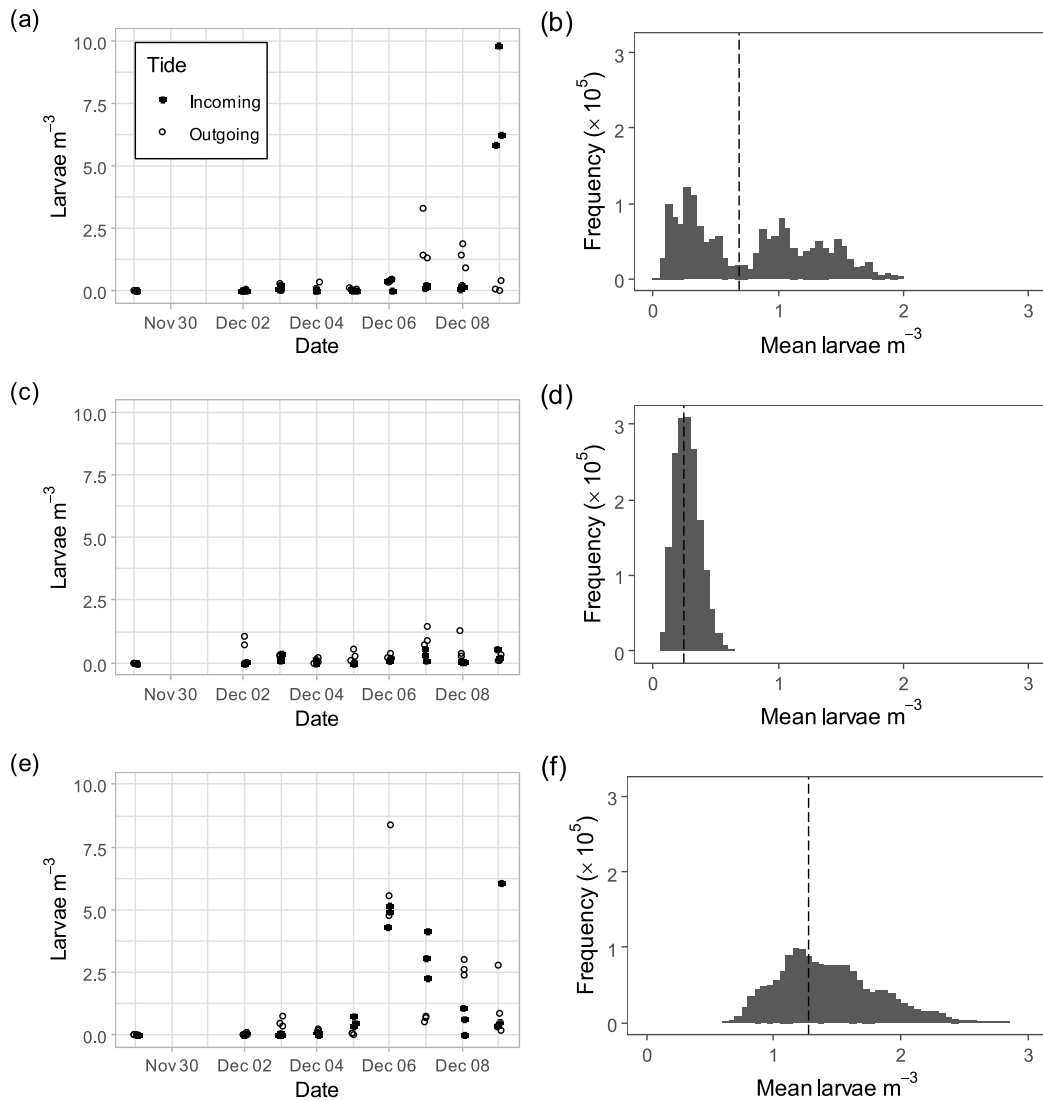 (a)
10.0
7.5
5.0
2.5
0.0
Larvae m⁻³
Tide
Incoming
Outgoing
Nov 30
Dec 02
Dec 04
Dec 06
Dec 08
Date
(b)
3
2
1
0
Frequency (× 10⁵)
0
1
2
3
Mean larvae m⁻³
(c)
10.0
7.5
5.0
2.5
0.0
Larvae m⁻³
Nov 30
Dec 02
Dec 04
Dec 06
Dec 08
Date
(d)
3
2
1
0
Frequency (× 10⁵)
0
1
2
3
Mean larvae m⁻³
(e)
10.0
7.5
5.0
2.5
0.0
Larvae m⁻³
Nov 30
Dec 02
Dec 04
Dec 06
Dec 08
Date
(f)
3
2
1
0
Frequency (× 10⁵)
0
1
2
3
Mean larvae m⁻³